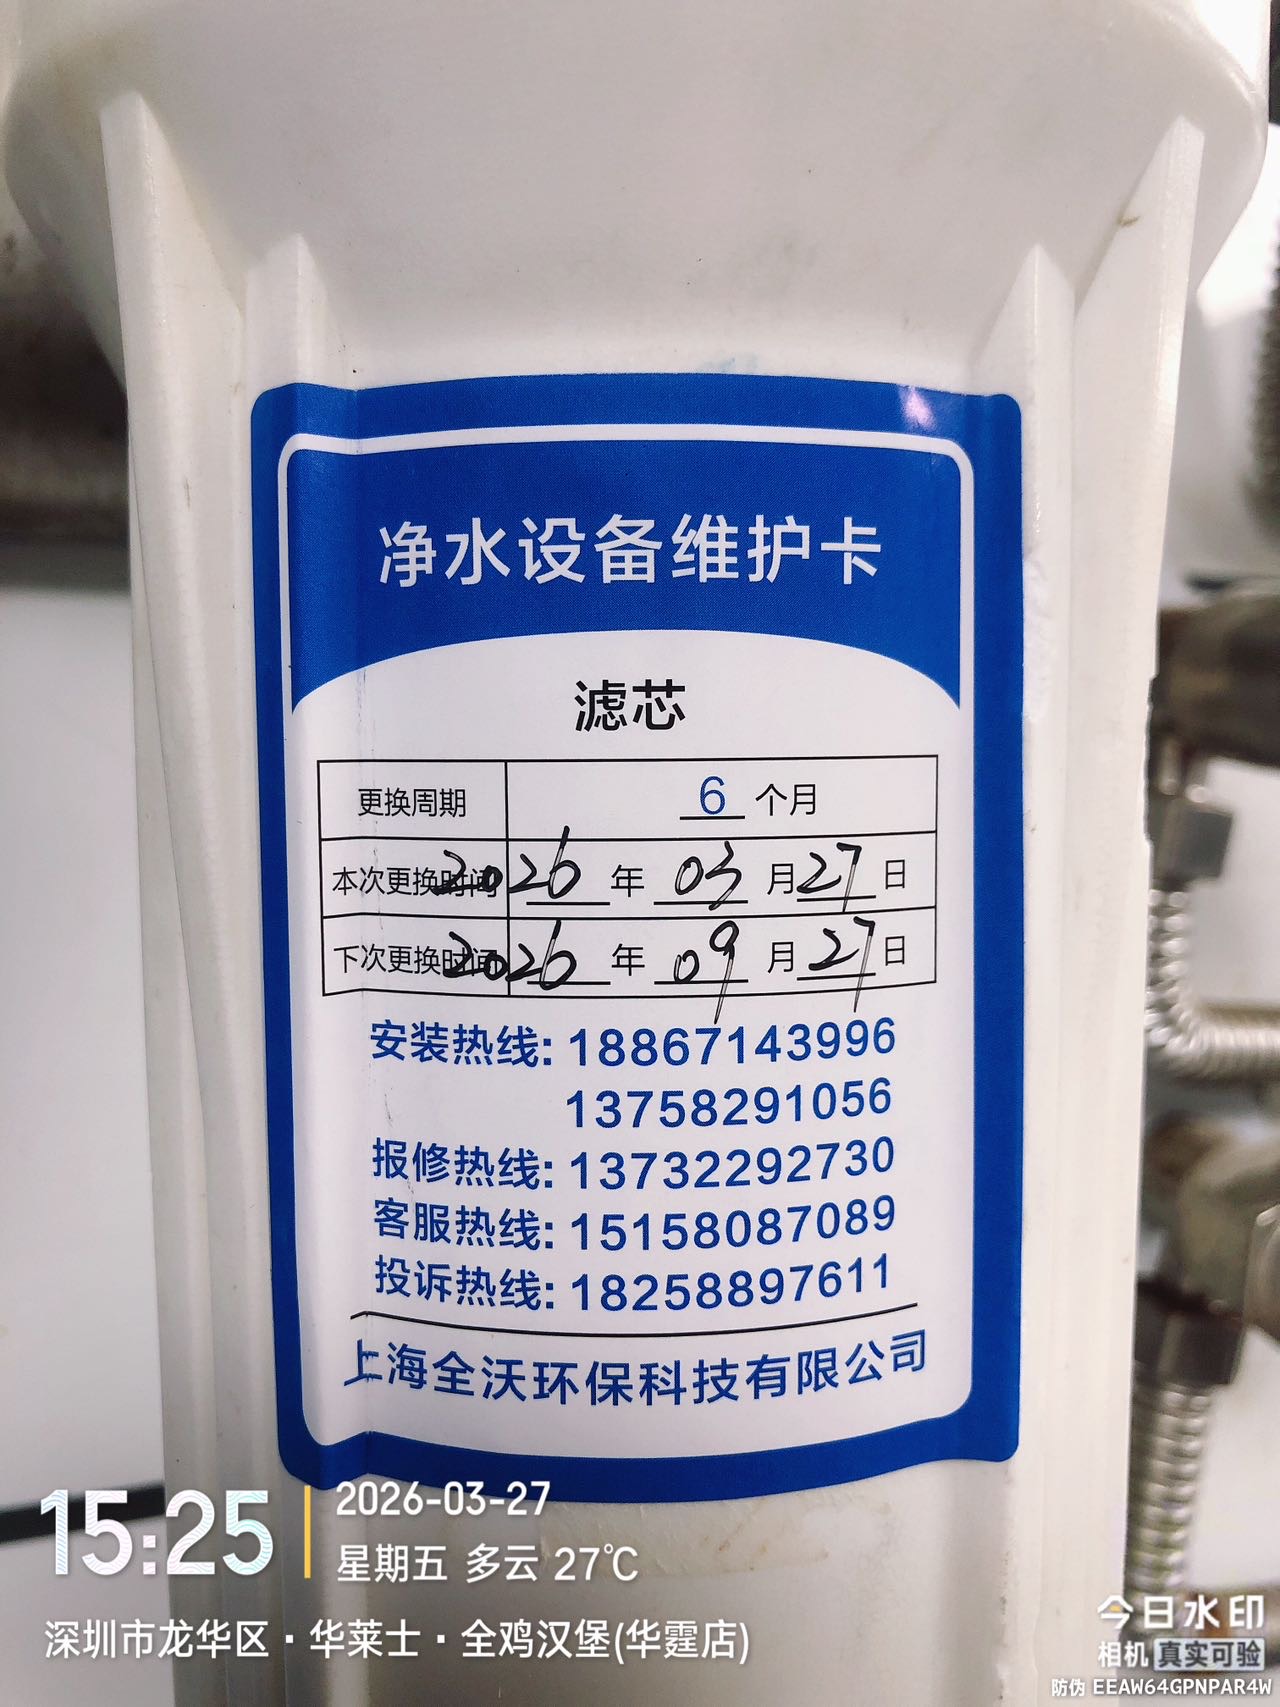 净水设备维护卡
滤芯
更换周期 6 个月
本次更换时间 2026 年 03 月 27 日
下次更换时间 2026 年 09 月 27 日
安装热线: 18867143996
13758291056
报修热线: 13732292730
客服热线: 15158087089
投诉热线: 18258897611
上海全沃环保科技有限公司
15:25
2026-03-27
星期五 多云 27℃
深圳市龙华区·华莱士·全鸡汉堡(华霆店)
今日水印
相机 真实可验
防伪 EEAW64GPNPAR4W